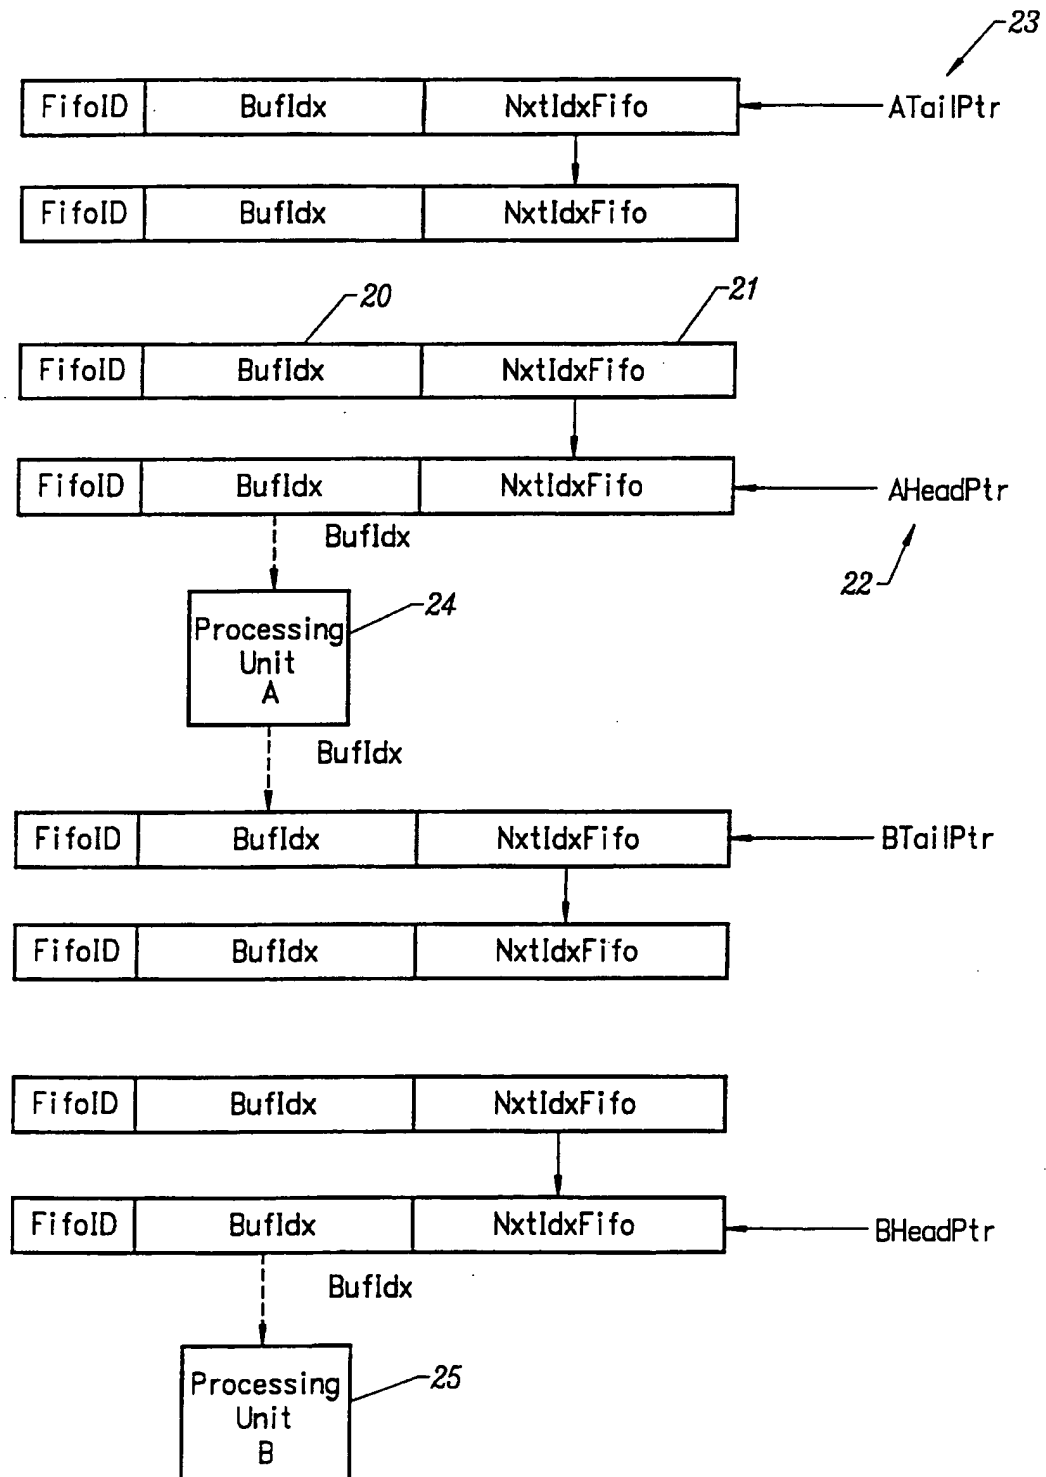 23
FifoID BufIdx NxtIdxFifo ATailPtr
FifoID BufIdx NxtIdxFifo
20 21
FifoID BufIdx NxtIdxFifo
FifoID BufIdx NxtIdxFifo AHeadPtr
BufIdx
22
24
Processing
Unit
A
BufIdx
FifoID BufIdx NxtIdxFifo BTailPtr
FifoID BufIdx NxtIdxFifo
FifoID BufIdx NxtIdxFifo
FifoID BufIdx NxtIdxFifo BHeadPtr
BufIdx
25
Processing
Unit
B